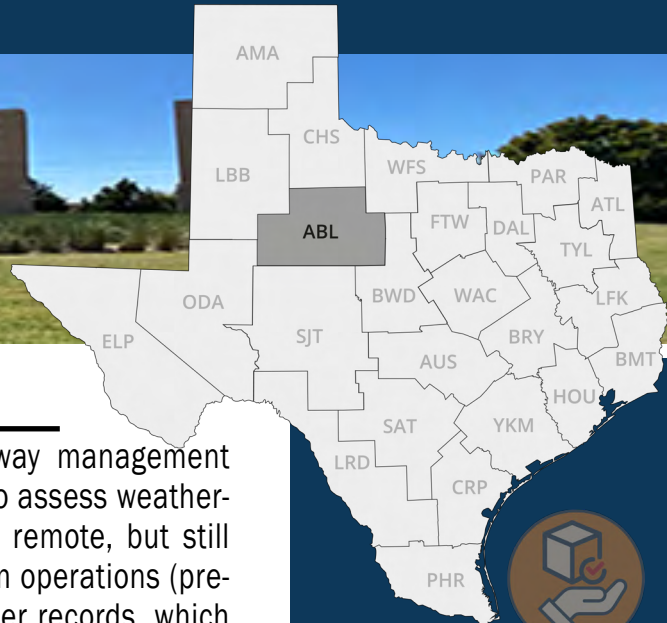 AMA
CHS
LBB
WFS
PAR
ATL
ABL
FTW
DAL
TYL
ODA
BWD
WAC
LFK
ELP
SJT
BRY
AUS
BMT
HOU
SAT
YKM
LRD
CRP
PHR
way management
o assess weather-
remote, but still
n operations (pre-
er records, which